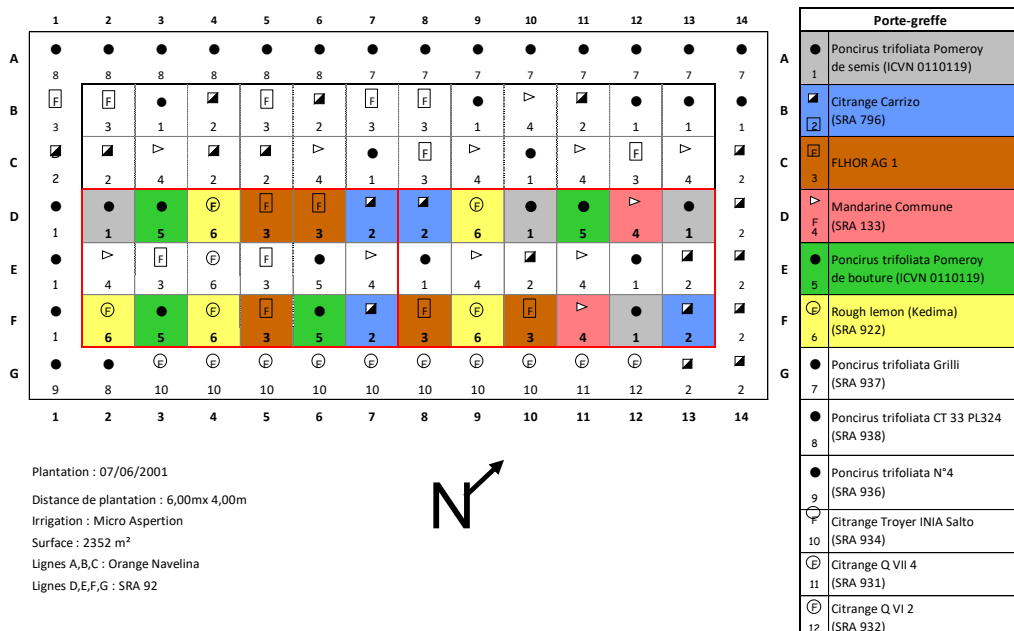 1 2 3 4 5 6 7 8 9 10 11 12 13 14
Porte-greffe
A A
8 8 8 8 8 8 7 7 7 7 7 7 7 7
B F F F F F B
3 3 1 2 3 2 3 3 1 4 2 1 1 1
C F F C
2 2 4 2 2 4 1 3 4 1 4 3 4 2
D F F F F D
1 1 5 6 3 3 2 2 6 1 5 4 1 2
E F F F E
1 4 3 6 3 5 4 1 4 2 4 1 2 2
F F F F F F F F
1 6 5 6 3 5 2 3 6 3 4 1 2 2
G F F F F F F F F F F G
9 8 10 10 10 10 10 10 10 11 11 12 2 2
1 2 3 4 5 6 7 8 9 10 11 12 13 14
Poncirus trifoliata Pomeroy
1 de semis (ICVN 0110119)
Citrange Carrizo
2 (SRA 796)
F
3 FLHOR AG 1
Mandarine Commune
F
4 (SRA 133)
Poncirus trifoliata Pomeroy
5 de bouture (ICVN 0110119)
F Rough lemon (Kedima)
6 (SRA 922)
Poncirus trifoliata Grilli
7 (SRA 937)
Poncirus trifoliata CT 33 PL324
8 (SRA 938)
Poncirus trifoliata N°4
9 (SRA 936)
F Citrange Troyer INIA Salto
10 (SRA 934)
F Citrange Q VII 4
11 (SRA 931)
F Citrange Q VI 2
12 (SRA 932)
Plantation : 07/06/2001
Distance de plantation : 6,00mx 4,00m
Irrigation : Micro Aspertion
Surface : 2352 m²
Lignes A,B,C : Orange Navelina
Lignes D,E,F,G : SRA 92
N